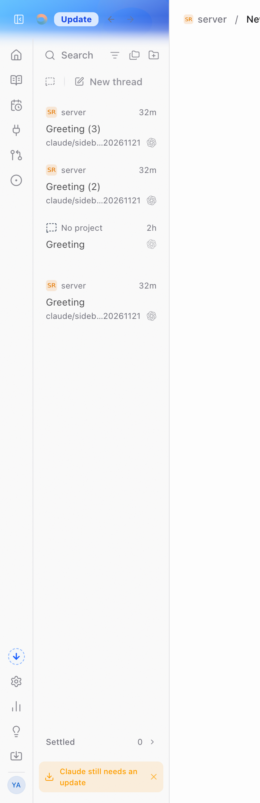 Update
SR server / Ne
Search
New thread
SR server 32m
Greeting (3)
claude/sideb...20261121
SR server 32m
Greeting (2)
claude/sideb...20261121
No project 2h
Greeting
SR server 32m
Greeting
claude/sideb...20261121
Settled 0
Claude still needs an
update
YA